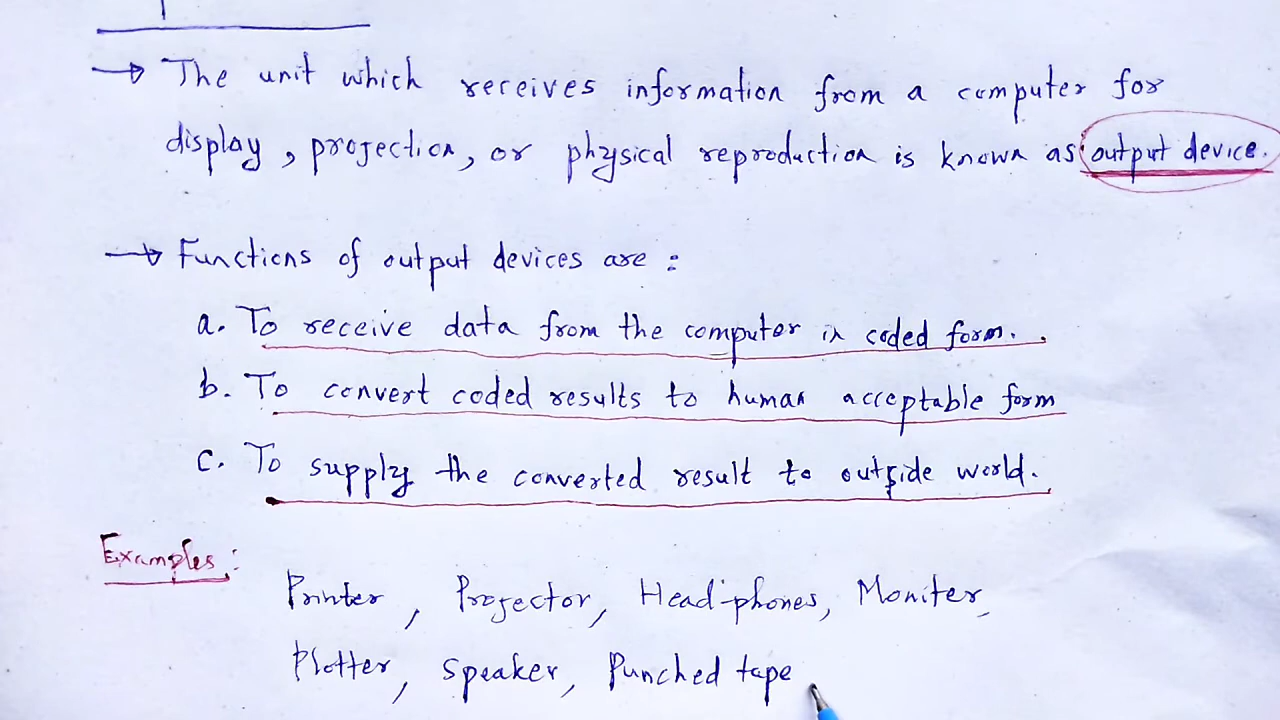 → The unit which receives information from a computer for
display, projection, or physical reproduction is known as output device.
→ Functions of output devices are :
a. To receive data from the computer in coded form.
b. To convert coded results to human acceptable form
c. To supply the converted result to outside world.
Examples :
Printer, Projector, Head-phones, Moniter,
Plotter, Speaker, Punched tape